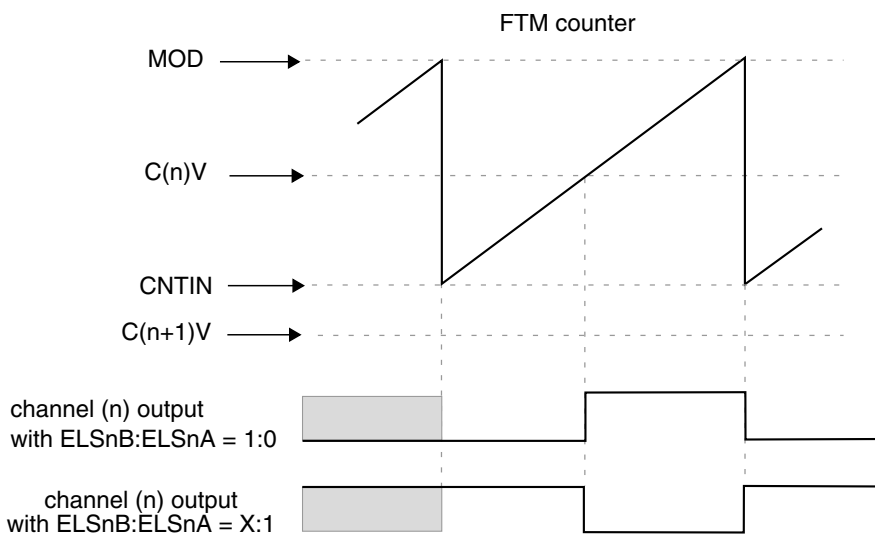 FTM counter
MOD
C(n)V
CNTIN
C(n+1)V
channel (n) output
with ELSnB:ELSnA = 1:0
channel (n) output
with ELSnB:ELSnA = X:1